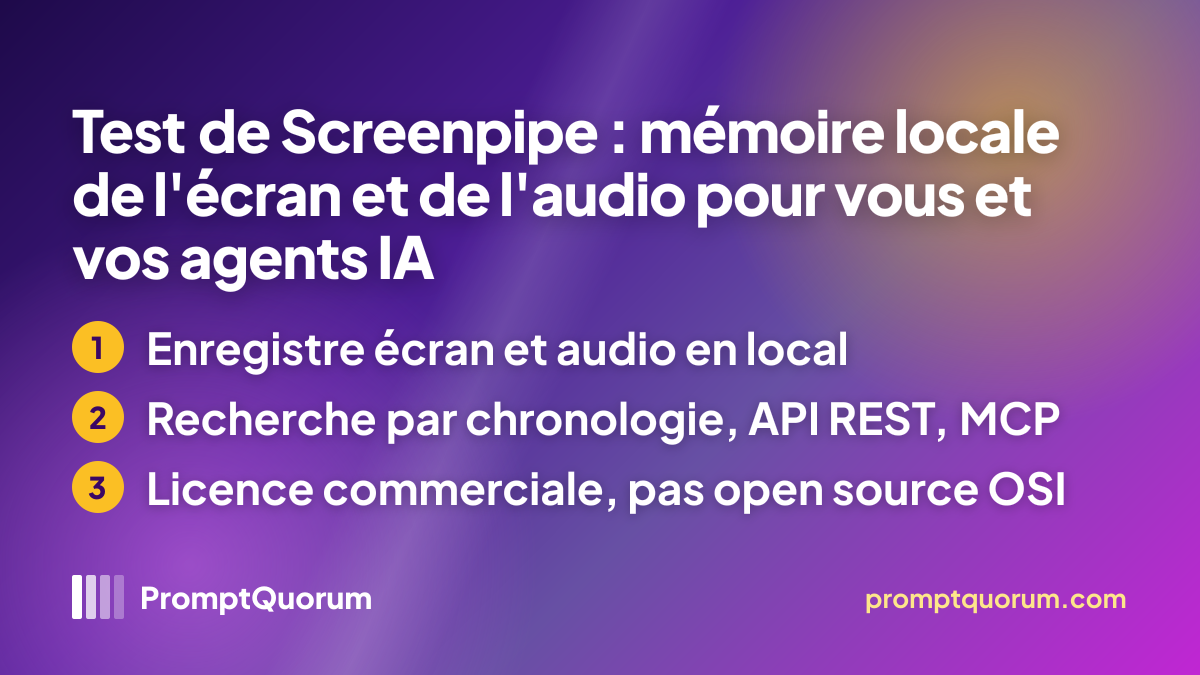 Test de Screenpipe : mémoire locale
de l'écran et de l'audio pour vous et
vos agents IA
1 Enregistre écran et audio en local
2 Recherche par chronologie, API REST, MCP
3 Licence commerciale, pas open source OSI
PromptQuorum
promptquorum.com